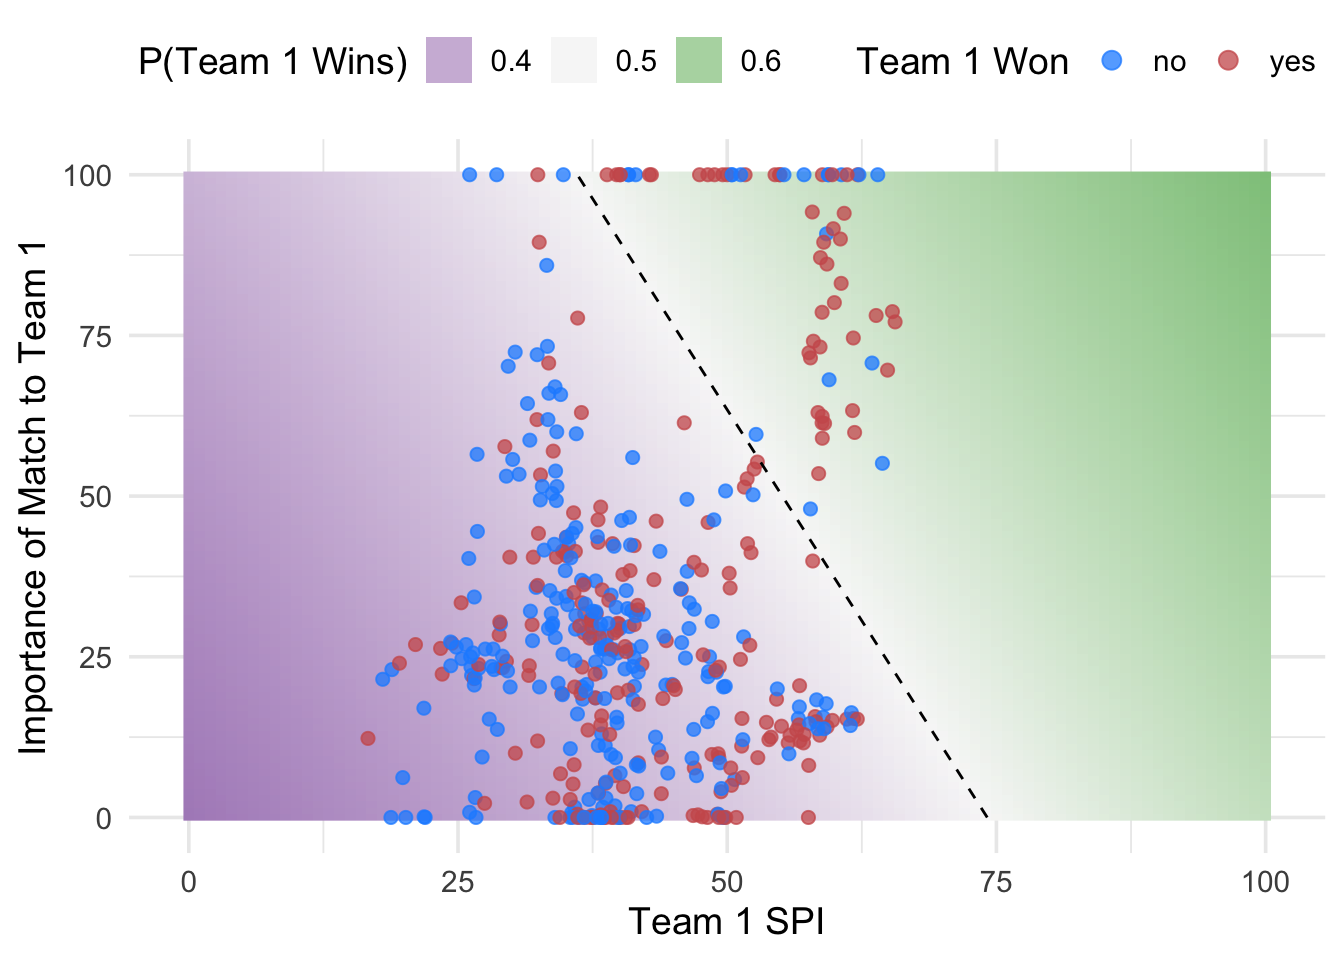 P(Team 1 Wins) 0.4 0.5 0.6 Team 1 Won no yes
Importance of Match to Team 1
100
75
50
25
0
0 25 50 75 100
Team 1 SPI